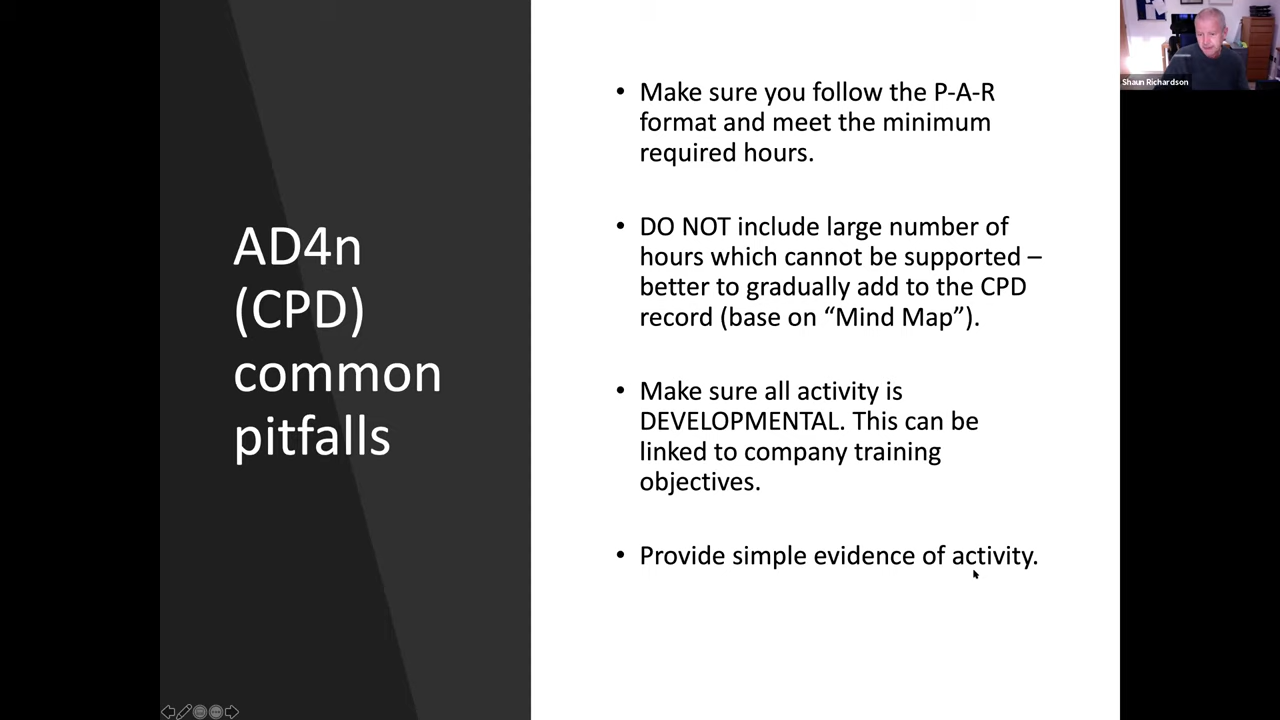 AD4n
(CPD)
common
pitfalls
• Make sure you follow the P-A-R
format and meet the minimum
required hours.
• DO NOT include large number of
hours which cannot be supported –
better to gradually add to the CPD
record (base on “Mind Map”).
• Make sure all activity is
DEVELOPMENTAL. This can be
linked to company training
objectives.
• Provide simple evidence of activity.
Shaun Richardson